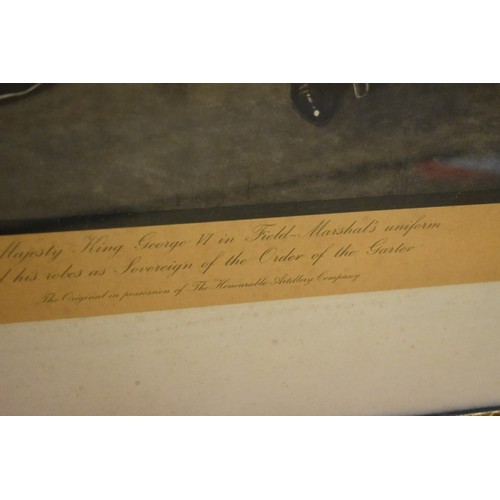 Majesty King George VI in Field-Marshal's uniform
his robes as Sovereign of the Order of the Garter
The Original in possession of The Honourable Artillery Company